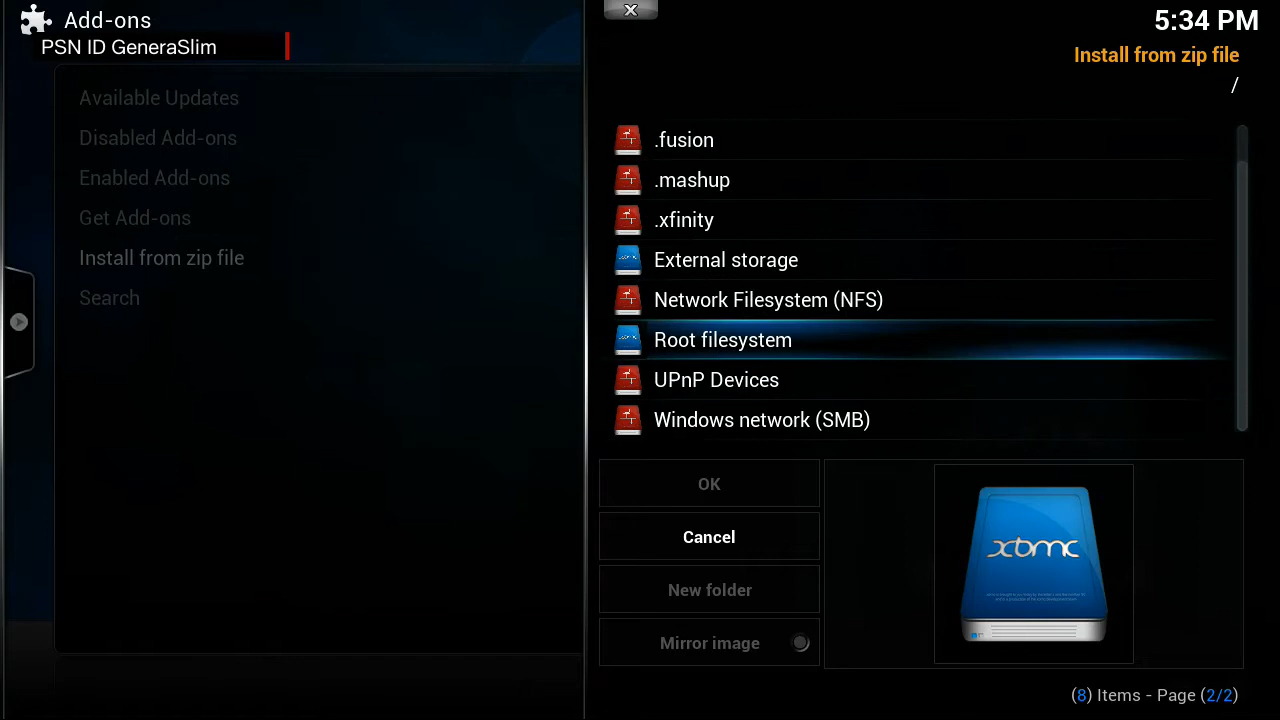 Add-ons
PSN ID GeneraSlim
Available Updates
Disabled Add-ons
Enabled Add-ons
Get Add-ons
Install from zip file
Search
5:34 PM
Install from zip file
/
.fusion
.mashup
.xfinity
External storage
Network Filesystem (NFS)
Root filesystem
UPnP Devices
Windows network (SMB)
OK
Cancel
New folder
Mirror image
xbmc
(8) Items - Page (2/2)